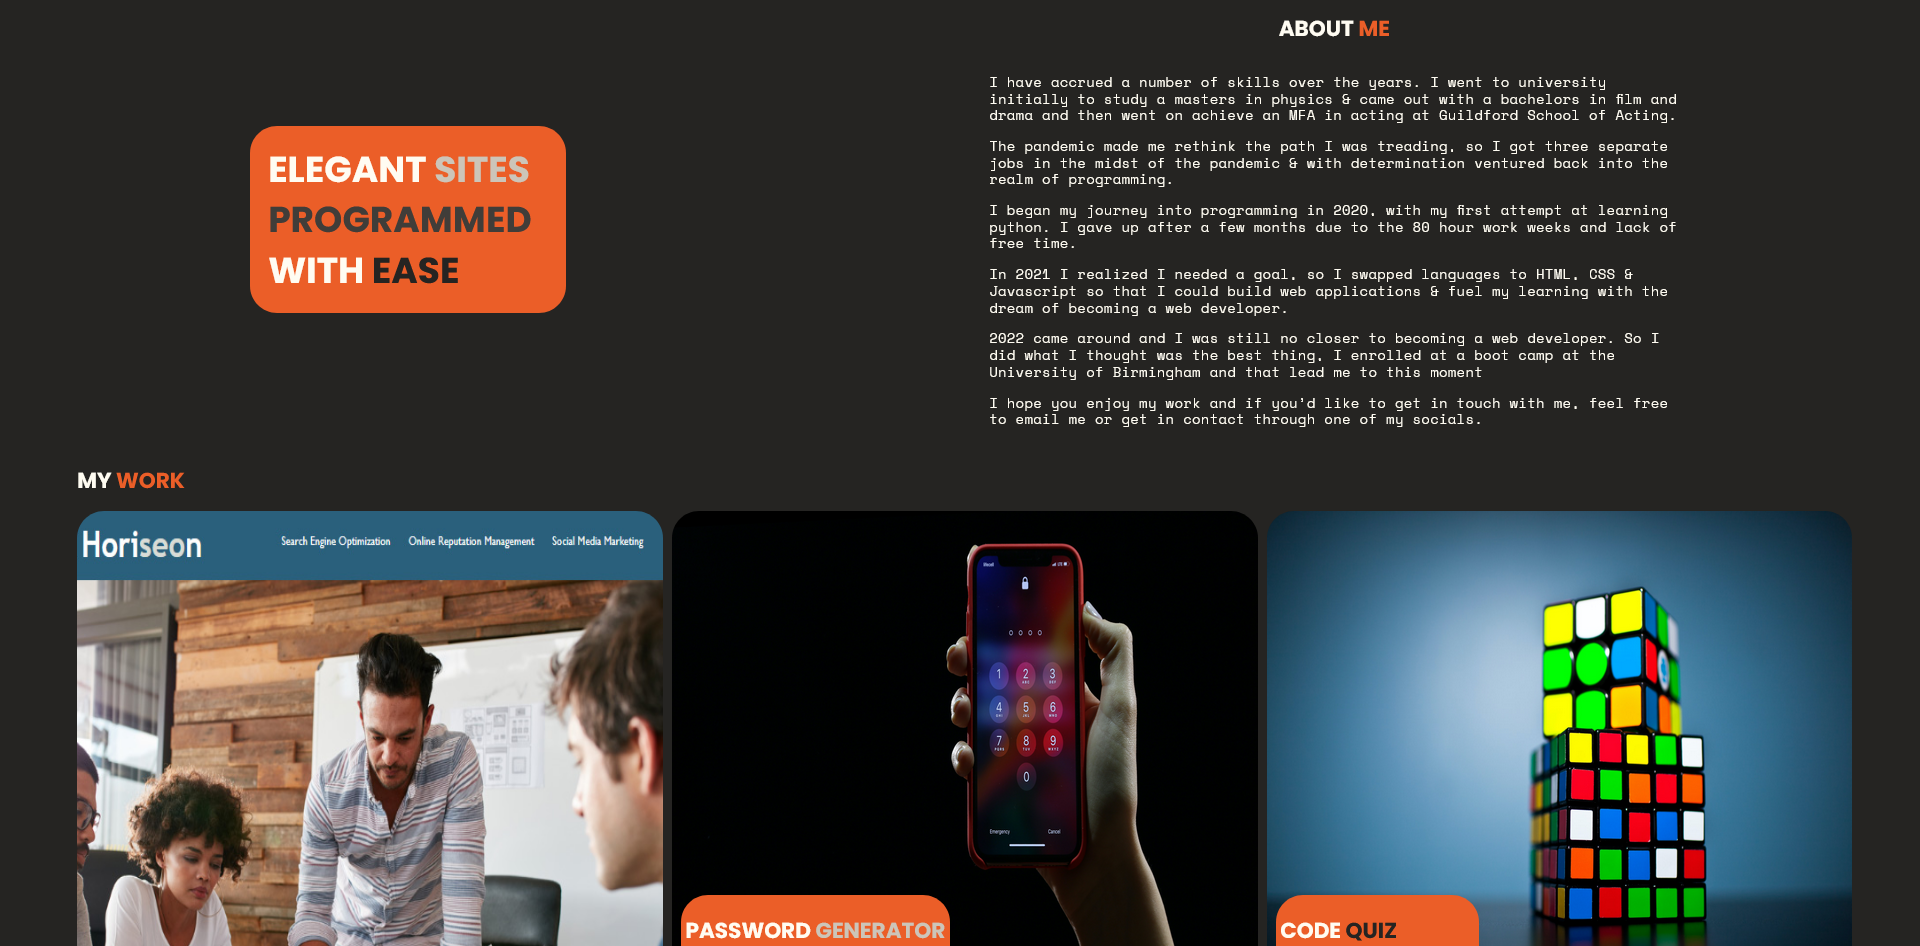 ELEGANT SITES
PROGRAMMED
WITH EASE
ABOUT ME
I have accrued a number of skills over the years. I went to university
initially to study a masters in physics & came out with a bachelors in film and
drama and then went on achieve an MFA in acting at Guildford School of Acting.
The pandemic made me rethink the path I was treading, so I got three separate
jobs in the midst of the pandemic & with determination ventured back into the
realm of programming.
I began my journey into programming in 2020, with my first attempt at learning
python. I gave up after a few months due to the 80 hour work weeks and lack of
free time.
In 2021 I realized I needed a goal, so I swapped languages to HTML, CSS &
Javascript so that I could build web applications & fuel my learning with the
dream of becoming a web developer.
2022 came around and I was still no closer to becoming a web developer. So I
did what I thought was the best thing, I enrolled at a boot camp at the
University of Birmingham and that lead me to this moment
I hope you enjoy my work and if you'd like to get in touch with me, feel free
to email me or get in contact through one of my socials.
MY WORK
Horiseon
Search Engine Optimization Online Reputation Management Social Media Marketing
1 2 3
4 5 6
7 8 9
0
Emergency Cancel
PASSWORD GENERATOR
CODE QUIZ